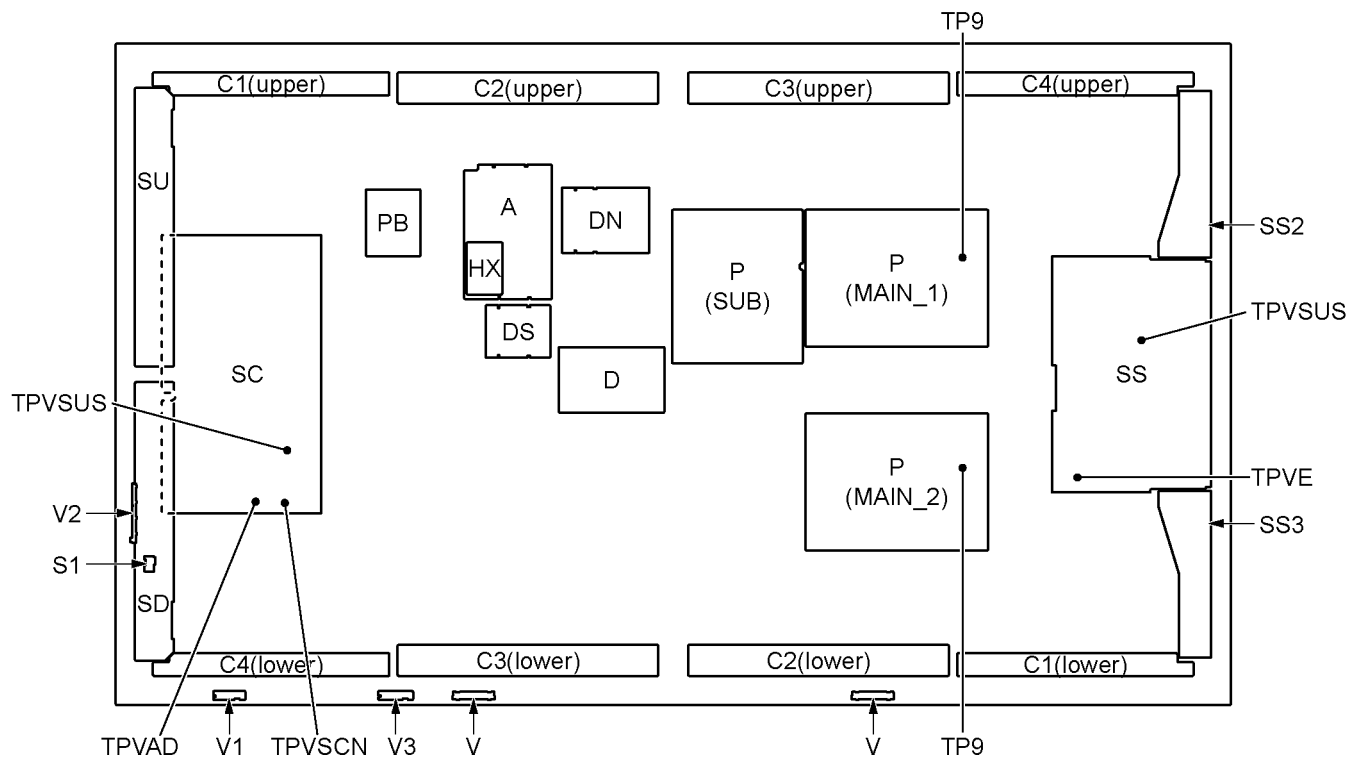 TP9
C1(upper)
C2(upper)
C3(upper)
C4(upper)
SU
PB
A
DN
HX
DS
D
P
(SUB)
P
(MAIN_1)
SS2
TPVSUS
SS
SC
TPVSUS
P
(MAIN_2)
TPVE
V2
SS3
S1
SD
C4(lower)
C3(lower)
C2(lower)
C1(lower)
TPVAD
V1
TPVSCN
V3
V
V
TP9